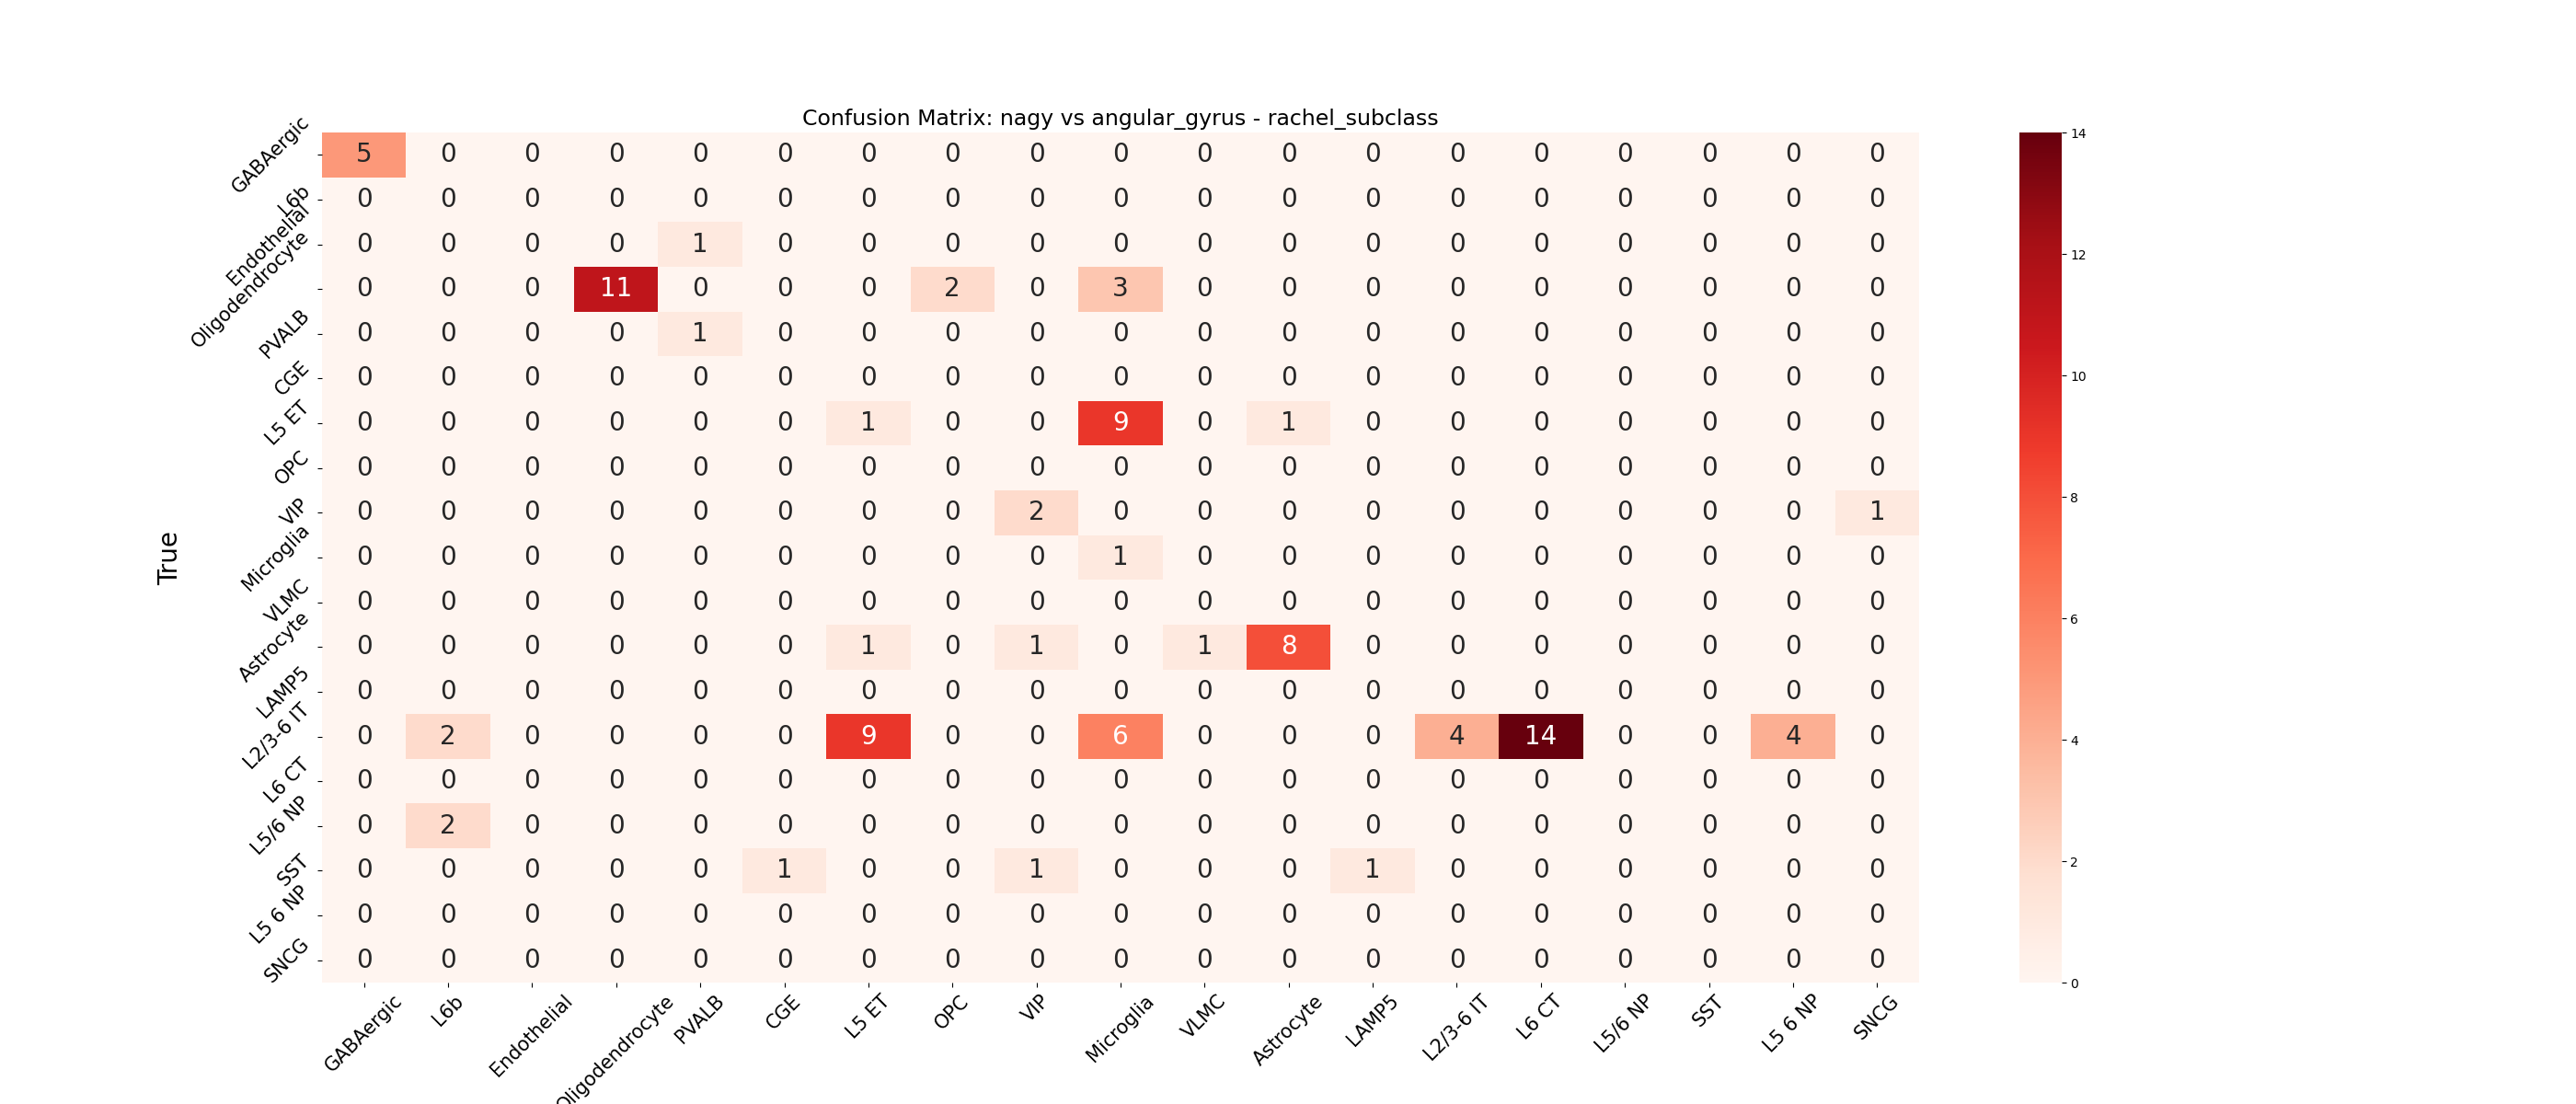 Confusion Matrix: nagy vs angular_gyrus - rachel_subclass
True
GABAergic 5 0 0 0 0 0 0 0 0 0 0 0 0 0 0 0 0 0 0
L6b 0 0 0 0 0 0 0 0 0 0 0 0 0 0 0 0 0 0 0
Endothelial 0 0 0 0 1 0 0 0 0 0 0 0 0 0 0 0 0 0 0
Oligodendrocyte 0 0 0 11 0 0 0 2 0 3 0 0 0 0 0 0 0 0 0
PVALB 0 0 0 0 1 0 0 0 0 0 0 0 0 0 0 0 0 0 0
CGE 0 0 0 0 0 0 0 0 0 0 0 0 0 0 0 0 0 0 0
L5 ET 0 0 0 0 0 0 1 0 0 9 0 1 0 0 0 0 0 0 0
OPC 0 0 0 0 0 0 0 0 0 0 0 0 0 0 0 0 0 0 0
VIP 0 0 0 0 0 0 0 0 2 0 0 0 0 0 0 0 0 0 1
Microglia 0 0 0 0 0 0 0 0 0 1 0 0 0 0 0 0 0 0 0
VLMC 0 0 0 0 0 0 0 0 0 0 0 0 0 0 0 0 0 0 0
Astrocyte 0 0 0 0 0 0 1 0 1 0 1 8 0 0 0 0 0 0 0
LAMP5 0 0 0 0 0 0 0 0 0 0 0 0 0 0 0 0 0 0 0
L2/3-6 IT 0 2 0 0 0 0 9 0 0 6 0 0 0 4 14 0 0 4 0
L6 CT 0 0 0 0 0 0 0 0 0 0 0 0 0 0 0 0 0 0 0
L5/6 NP 0 2 0 0 0 0 0 0 0 0 0 0 0 0 0 0 0 0 0
SST 0 0 0 0 0 1 0 0 1 0 0 0 1 0 0 0 0 0 0
L5 6 NP 0 0 0 0 0 0 0 0 0 0 0 0 0 0 0 0 0 0 0
SNCG 0 0 0 0 0 0 0 0 0 0 0 0 0 0 0 0 0 0 0
GABAergic L6b Endothelial Oligodendrocyte PVALB CGE L5 ET OPC VIP Microglia VLMC Astrocyte LAMP5 L2/3-6 IT L6 CT L5/6 NP SST L5 6 NP SNCG
14
12
10
8
6
4
2
0